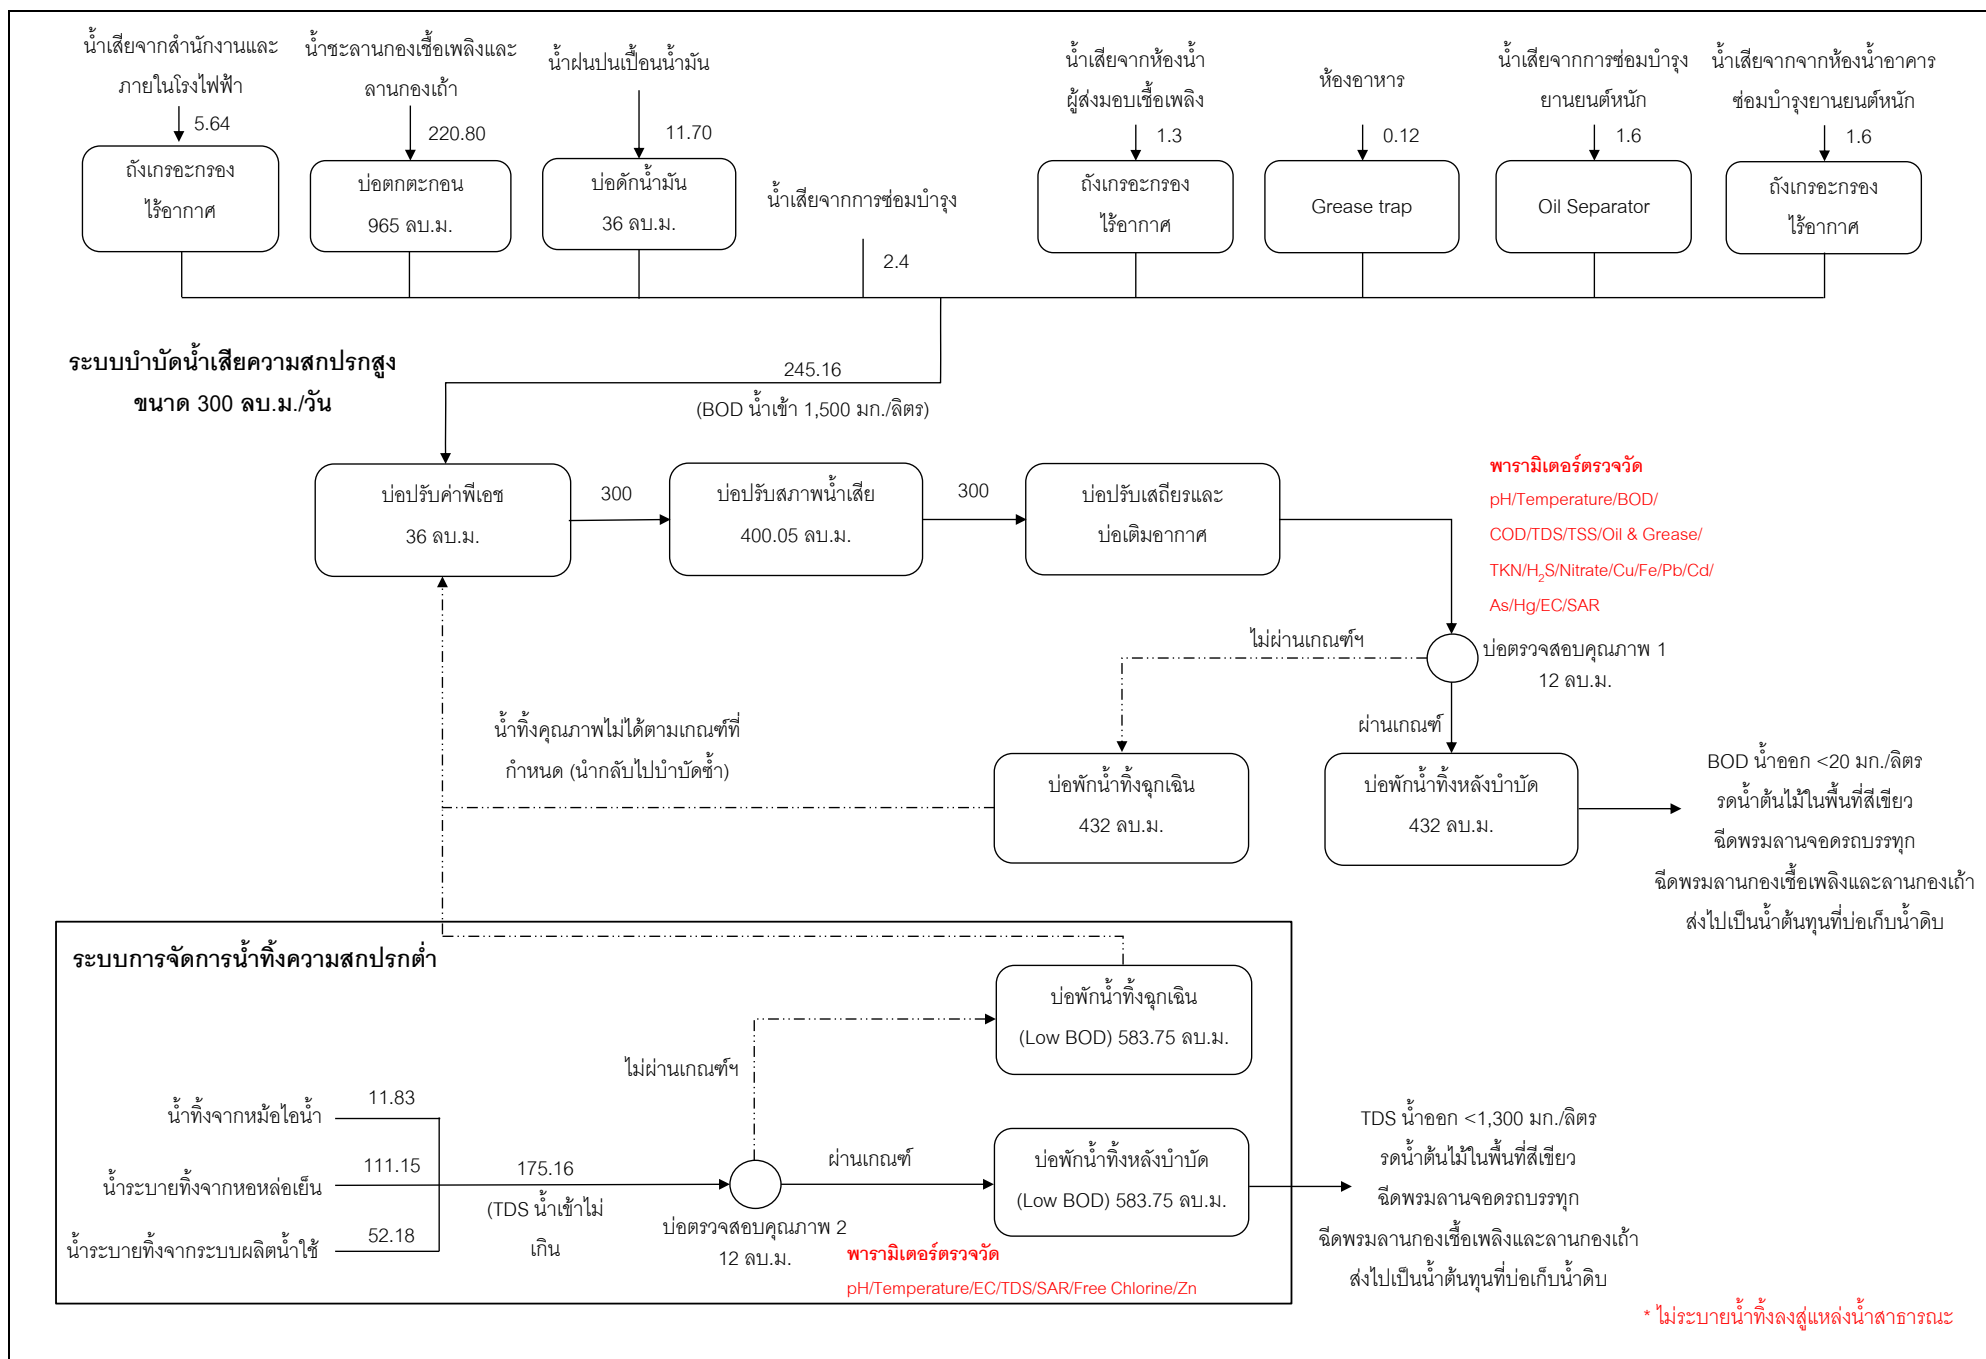 น้ำเสียจากสำนักงานและ
ภายในโรงไฟฟ้า
5.64
ถังเกรอะกรอง
ไร้อากาศ
น้ำชะลานกองเชื้อเพลิงและ
ลานกองเถ้า
220.80
บ่อตกตะกอน
965 ลบ.ม.
น้ำฝนปนเปื้อนน้ำมัน
11.70
บ่อดักน้ำมัน
36 ลบ.ม.
น้ำเสียจากการซ่อมบำรุง
2.4
น้ำเสียจากห้องน้ำ
ผู้ส่งมอบเชื้อเพลิง
1.3
ถังเกรอะกรอง
ไร้อากาศ
ห้องอาหาร
0.12
Grease trap
น้ำเสียจากการซ่อมบำรุง
ยานยนต์หนัก
1.6
Oil Separator
น้ำเสียจากจากห้องน้ำอาคาร
ซ่อมบำรุงยานยนต์หนัก
1.6
ถังเกรอะกรอง
ไร้อากาศ
ระบบบำบัดน้ำเสียความสกปรกสูง
ขนาด 300 ลบ.ม./วัน
245.16
(BOD น้ำเข้า 1,500 มก./ลิตร)
บ่อปรับค่าพีเอช
36 ลบ.ม.
300
บ่อปรับสภาพน้ำเสีย
400.05 ลบ.ม.
300
บ่อปรับเสถียรและ
บ่อเติมอากาศ
พารามิเตอร์ตรวจวัด
pH/Temperature/BOD/
COD/TDS/TSS/Oil & Grease/
TKN/H₂S/Nitrate/Cu/Fe/Pb/Cd/
As/Hg/EC/SAR
ไม่ผ่านเกณฑ์ฯ
บ่อตรวจสอบคุณภาพ 1
12 ลบ.ม.
ผ่านเกณฑ์
น้ำทิ้งคุณภาพไม่ได้ตามเกณฑ์ที่
กำหนด (นำกลับไปบำบัดซ้ำ)
บ่อพักน้ำทิ้งฉุกเฉิน
432 ลบ.ม.
บ่อพักน้ำทิ้งหลังบำบัด
432 ลบ.ม.
BOD น้ำออก <20 มก./ลิตร
รดน้ำต้นไม้ในพื้นที่สีเขียว
ฉีดพรมลานจอดรถบรรทุก
ฉีดพรมลานกองเชื้อเพลิงและลานกองเถ้า
ส่งไปเป็นน้ำต้นทุนที่บ่อเก็บน้ำดิบ
ระบบการจัดการน้ำทิ้งความสกปรกต่ำ
บ่อพักน้ำทิ้งฉุกเฉิน
(Low BOD) 583.75 ลบ.ม.
ไม่ผ่านเกณฑ์ฯ
น้ำทิ้งจากหม้อไอน้ำ
11.83
น้ำระบายทิ้งจากหอหล่อเย็น
111.15
น้ำระบายทิ้งจากระบบผลิตน้ำใช้
52.18
175.16
(TDS น้ำเข้าไม่
เกิน
บ่อตรวจสอบคุณภาพ 2
12 ลบ.ม.
ผ่านเกณฑ์
บ่อพักน้ำทิ้งหลังบำบัด
(Low BOD) 583.75 ลบ.ม.
พารามิเตอร์ตรวจวัด
pH/Temperature/EC/TDS/SAR/Free Chlorine/Zn
TDS น้ำออก <1,300 มก./ลิตร
รดน้ำต้นไม้ในพื้นที่สีเขียว
ฉีดพรมลานจอดรถบรรทุก
ฉีดพรมลานกองเชื้อเพลิงและลานกองเถ้า
ส่งไปเป็นน้ำต้นทุนที่บ่อเก็บน้ำดิบ
* ไม่ระบายน้ำทิ้งลงสู่แหล่งน้ำสาธารณะ